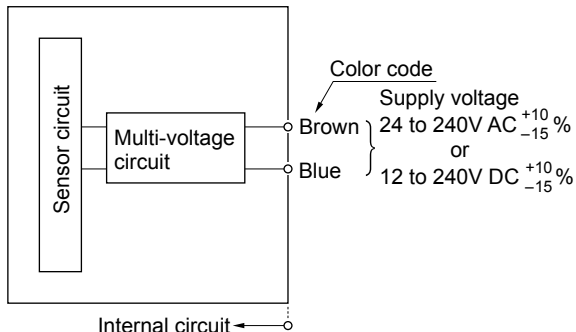 Color code
Supply voltage
Brown
24 to 240V AC +10 −15 %
or
Blue
12 to 240V DC +10 −15 %
Sensor circuit
Multi-voltage
circuit
Internal circuit